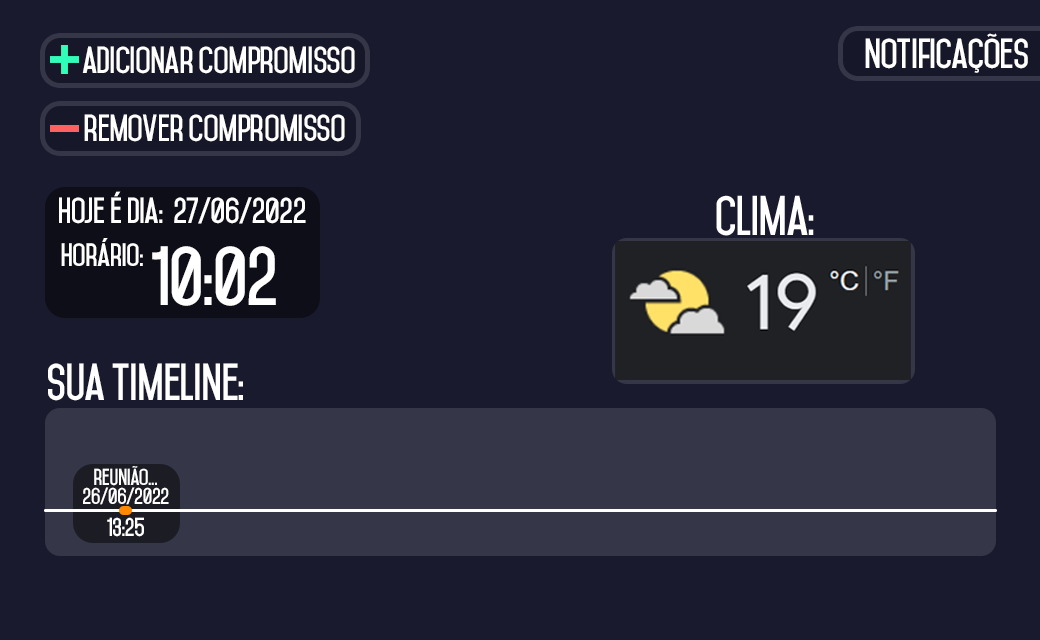 ADICIONAR COMPROMISSO
NOTIFICAÇÕES
REMOVER COMPROMISSO
HOJE É DIA: 27/06/2022
HORÁRIO: 10:02
CLIMA:
19 °C | °F
SUA TIMELINE:
REUNIÃO...
26/06/2022
13:25